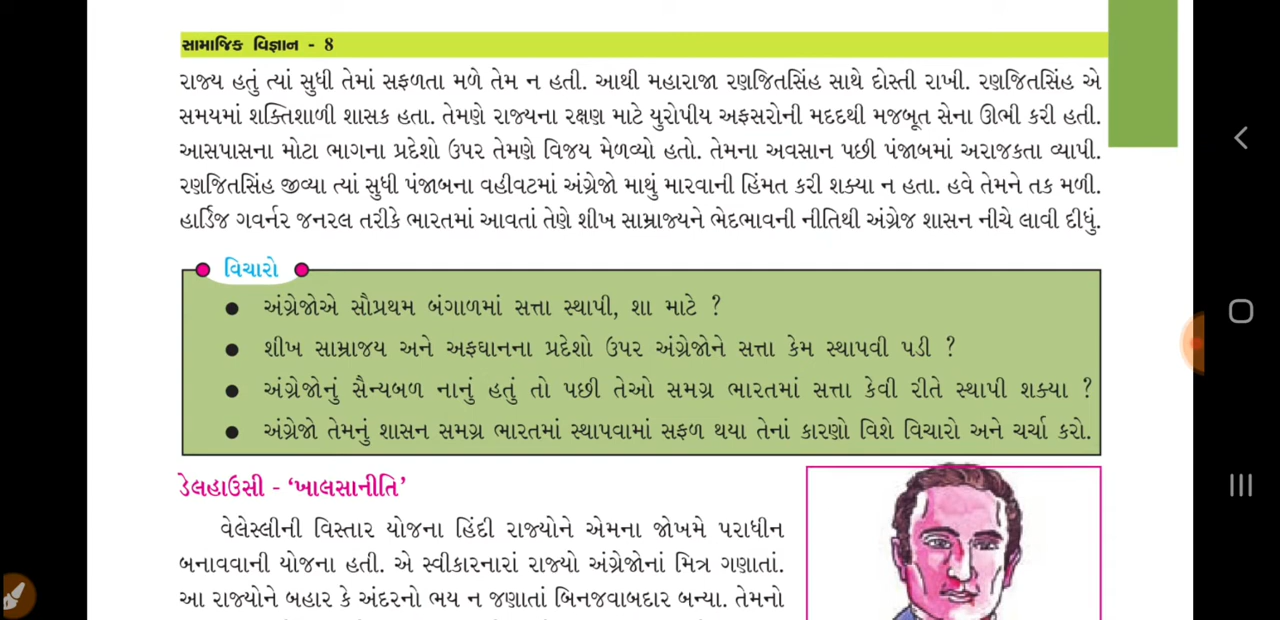 સામાજિક વિજ્ઞાન - 8
રાજ્ય હતું ત્યાં સુધી તેમાં સફળતા મળે તેમ ન હતી. આથી મહારાજા રણજિતસિંહ સાથે દોસ્તી રાખી. રણજિતસિંહ એ
સમયમાં શક્તિશાળી શાસક હતા. તેમણે રાજ્યના રક્ષણ માટે યુરોપીય અફસરોની મદદથી મજબૂત સેના ઊભી કરી હતી.
આસપાસના મોટા ભાગના પ્રદેશો ઉપર તેમણે વિજય મેળવ્યો હતો. તેમના અવસાન પછી પંજાબમાં અરાજકતા વ્યાપી.
રણજિતસિંહ જીવ્યા ત્યાં સુધી પંજાબના વહીવટમાં અંગ્રેજો માથું મારવાની હિંમત કરી શક્યા ન હતા. હવે તેમને તક મળી.
હાર્ડિંજ ગવર્નર જનરલ તરીકે ભારતમાં આવતાં તેણે શીખ સામ્રાજ્યને ભેદભાવની નીતિથી અંગ્રેજ શાસન નીચે લાવી દીધું.
વિચારો
● અંગ્રેજોએ સૌપ્રથમ બંગાળમાં સત્તા સ્થાપી, શા માટે ?
● શીખ સામ્રાજય અને અફઘાનના પ્રદેશો ઉપર અંગ્રેજોને સત્તા કેમ સ્થાપવી પડી ?
● અંગ્રેજોનું સૈન્યબળ નાનું હતું તો પછી તેઓ સમગ્ર ભારતમાં સત્તા કેવી રીતે સ્થાપી શક્યા ?
● અંગ્રેજો તેમનું શાસન સમગ્ર ભારતમાં સ્થાપવામાં સફળ થયા તેનાં કારણો વિશે વિચારો અને ચર્ચા કરો.
ડેલહાઉસી - ‘ખાલસાનીતિ’
વેલેસ્લીની વિસ્તાર યોજના હિંદી રાજ્યોને એમના જોખમે પરાધીન
બનાવવાની યોજના હતી. એ સ્વીકારનારાં રાજ્યો અંગ્રેજોનાં મિત્ર ગણાતાં.
આ રાજ્યોને બહાર કે અંદરનો ભય ન જણાતાં બિનજવાબદાર બન્યા. તેમનો